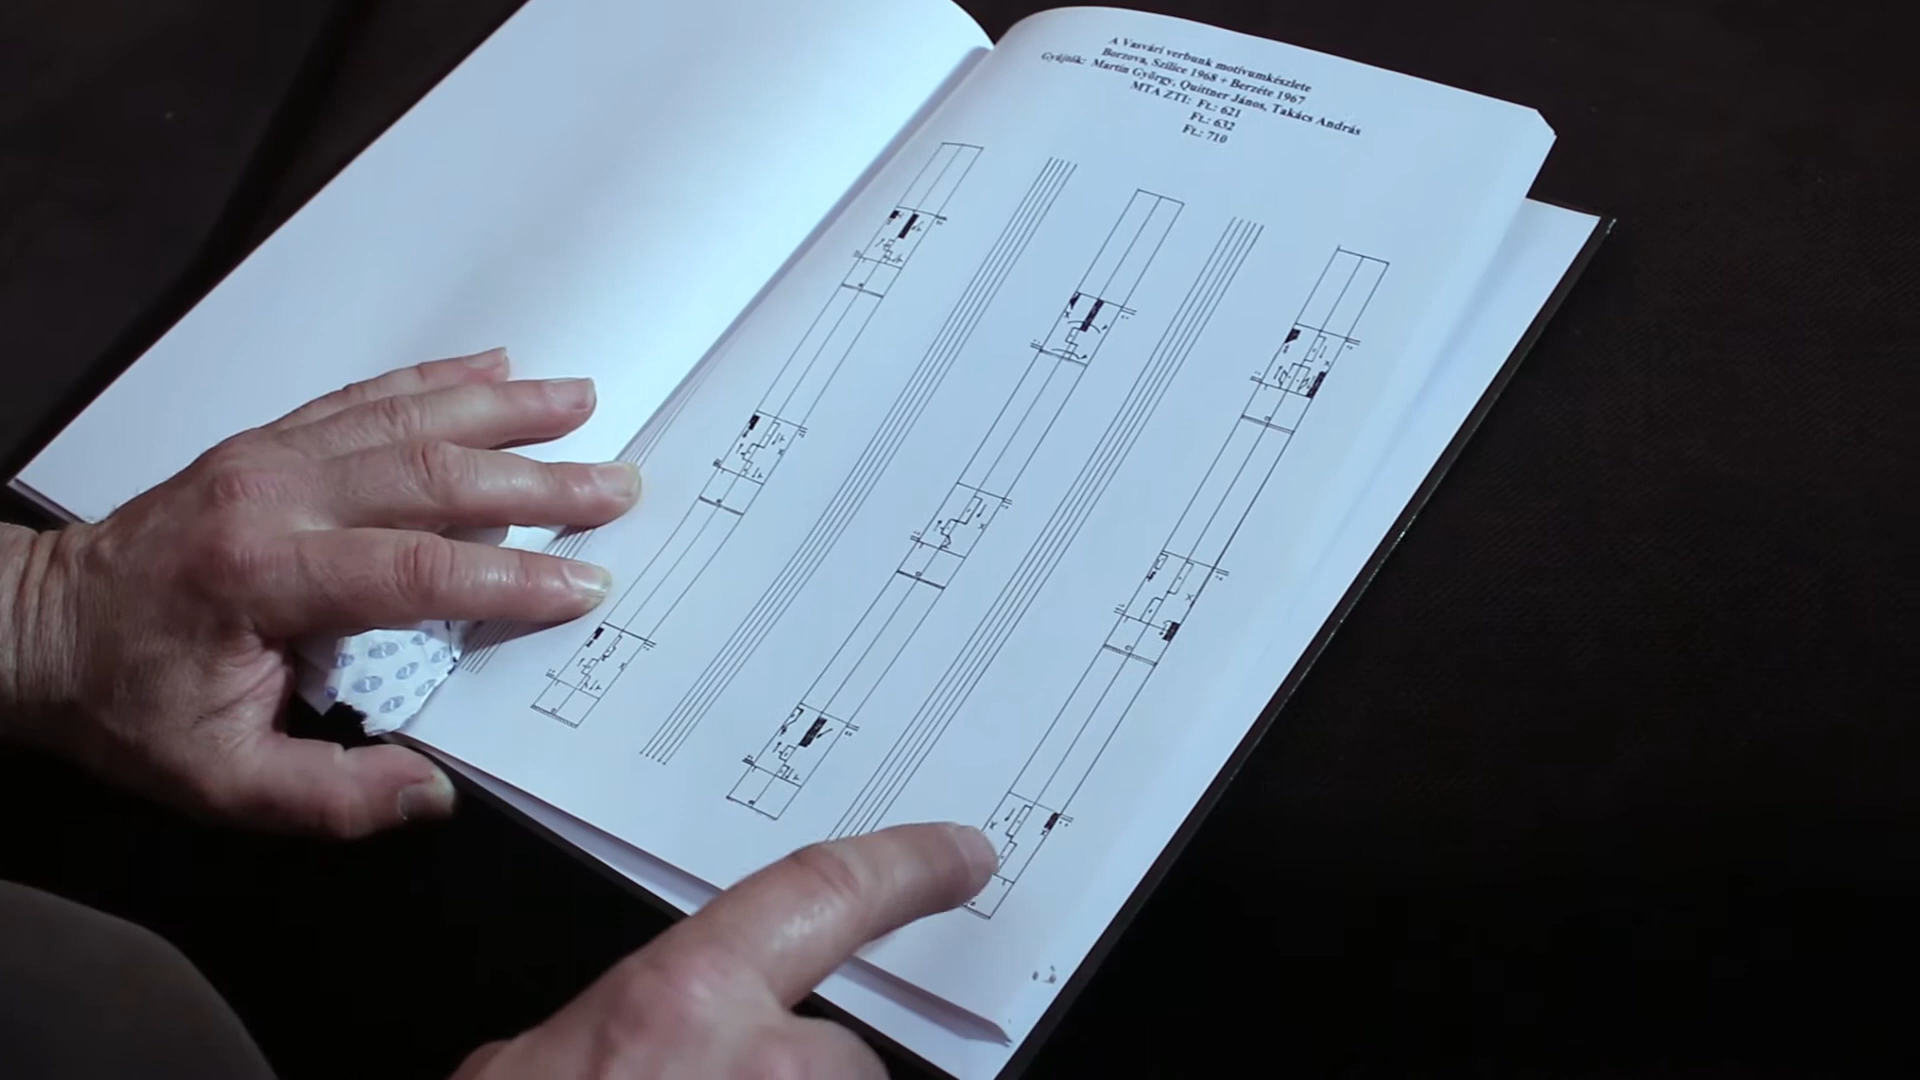 A Vasvári verbunk motívumkészlete
Borzova, Szilice 1968 + Berzéte 1967
Gyűjtők: Martin György, Quittner János, Takács András
MTA ZTI: Ft.: 621
Ft.: 632
Ft.: 710